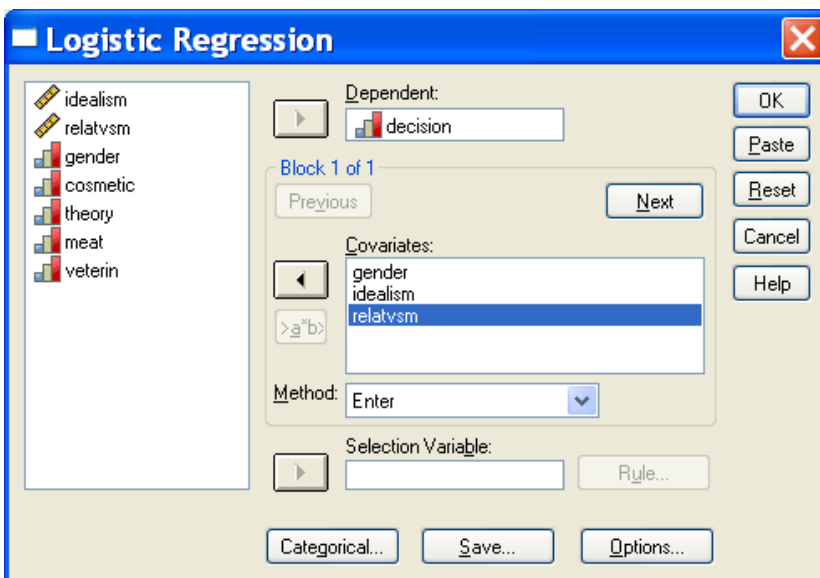 Logistic Regression
idealism
relatvsm
gender
cosmetic
theory
meat
veterin
Dependent:
decision
Block 1 of 1
Previous
Next
Covariates:
gender
idealism
relatvsm
>a*b>
Method:
Enter
Selection Variable:
Rule...
Categorical...
Save...
Options...
OK
Paste
Reset
Cancel
Help